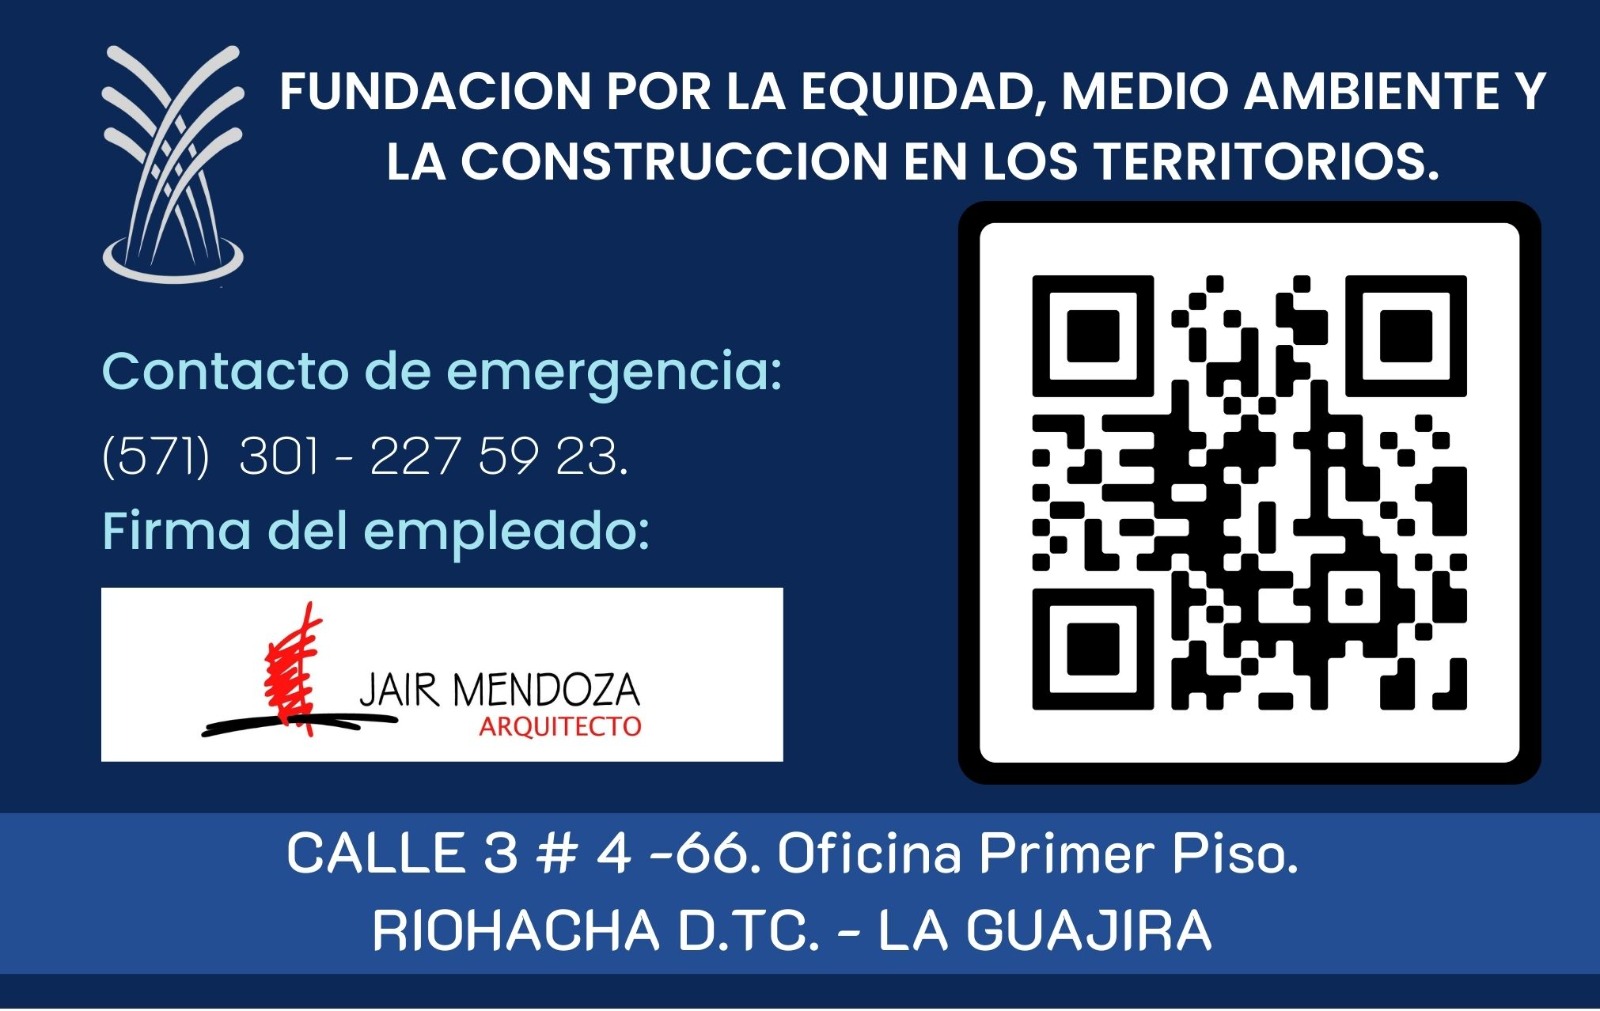 FUNDACION POR LA EQUIDAD, MEDIO AMBIENTE Y
LA CONSTRUCCION EN LOS TERRITORIOS.
Contacto de emergencia:
(571) 301 - 227 59 23.
Firma del empleado:
JAIR MENDOZA
ARQUITECTO
CALLE 3 # 4 -66. Oficina Primer Piso.
RIOHACHA D.TC. - LA GUAJIRA